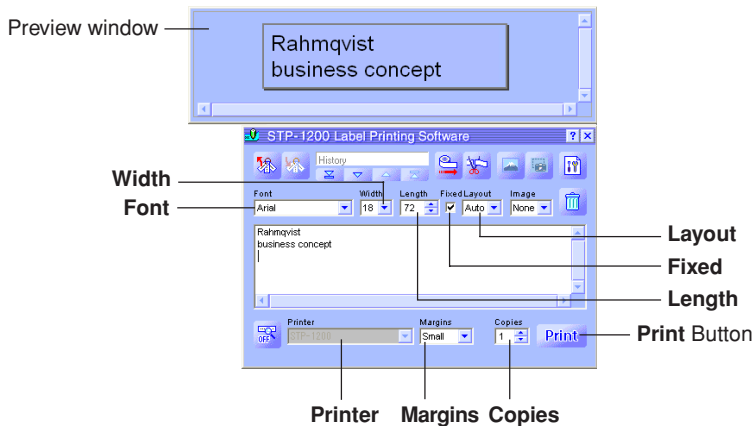 Preview window
Rahmqvist
business concept
STP-1200 Label Printing Software
History
Width
Font
Font Width Length Fixed Layout Image
Arial 18 72 Auto None
Rahmqvist
business concept
Layout
Fixed
Length
Printer Margins Copies
OFF STP-1200 Small 1 Print
Print Button
Printer Margins Copies